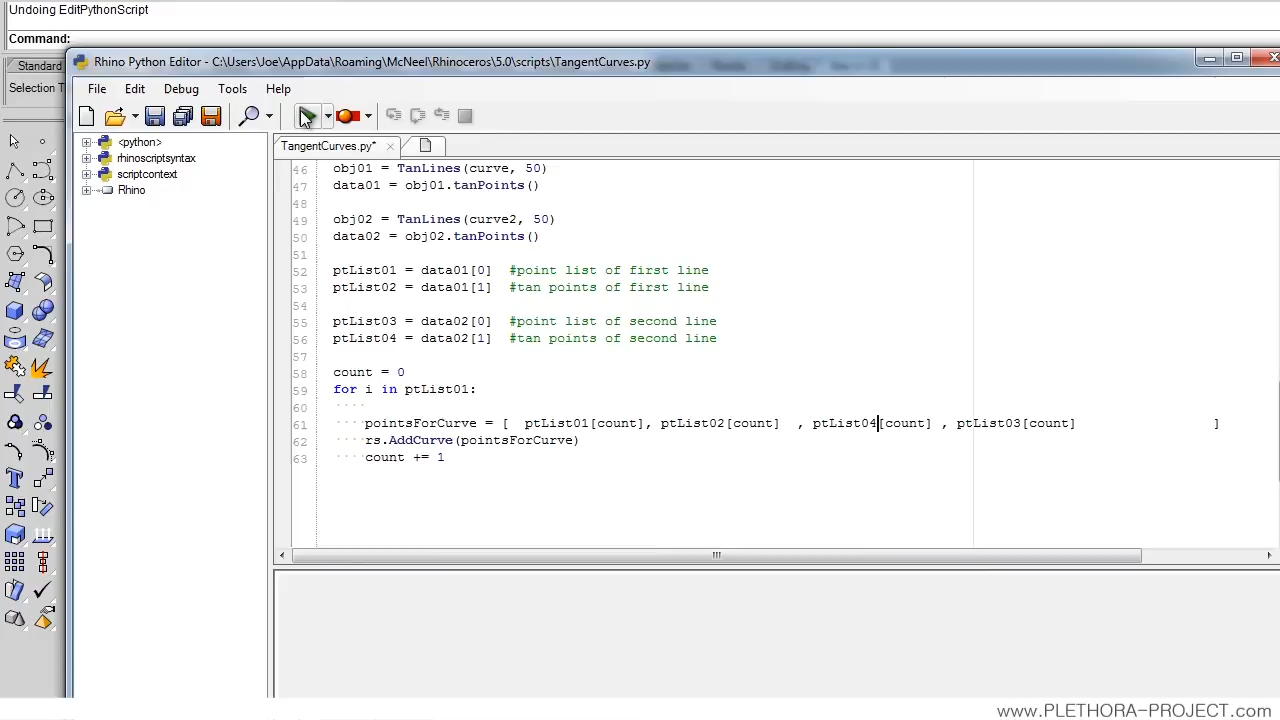 Undoing EditPythonScript
Command:
Standard
Selection T
Rhino Python Editor - C:\Users\Joe\AppData\Roaming\McNeel\Rhinoceros\5.0\scripts\TangentCurves.py
File Edit Debug Tools Help
<python>
rhinoscriptsyntax
scriptcontext
Rhino
TangentCurves.py*
46 obj01 = TanLines(curve, 50)
47 data01 = obj01.tanPoints()
48
49 obj02 = TanLines(curve2, 50)
50 data02 = obj02.tanPoints()
51
52 ptList01 = data01[0]  #point list of first line
53 ptList02 = data01[1]  #tan points of first line
54
55 ptList03 = data02[0]  #point list of second line
56 ptList04 = data02[1]  #tan points of second line
57
58 count = 0
59 for i in ptList01:
60
61 pointsForCurve = [  ptList01[count], ptList02[count]  , ptList04[count] , ptList03[count] ]
62 rs.AddCurve(pointsForCurve)
63 count += 1
www.PLETHORA-PROJECT.com